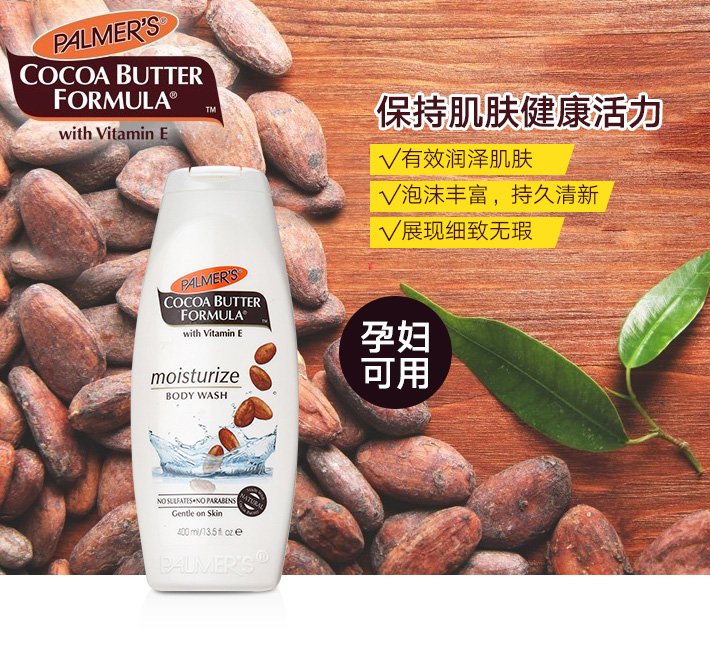 PALMER'S®
COCOA BUTTER
FORMULA®
TM
with Vitamin E
保持肌肤健康活力
√有效润泽肌肤
√泡沫丰富，持久清新
√展现细致无瑕
孕妇
可用
PALMER'S®
COCOA BUTTER
FORMULA®
with Vitamin E
moisturize
BODY WASH
NO SULFATES•NO PARABENS
NATURAL
Gentle on Skin
400 ml/13.5 fl. oz. e
PALMER'S®